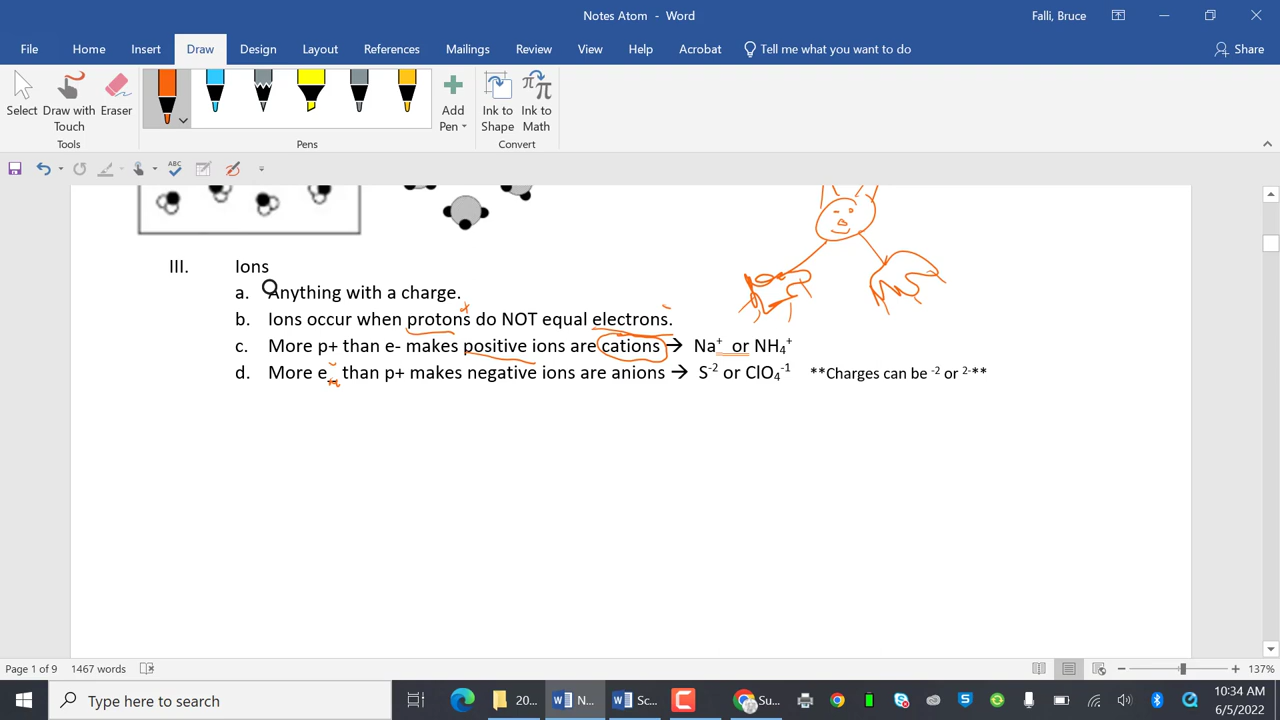 Notes Atom - Word
Falli, Bruce
File Home Insert Draw Design Layout References Mailings Review View Help Acrobat Tell me what you want to do Share
Select Draw with Touch Eraser Add Pen Ink to Shape Ink to Math
Tools Pens Convert
ABC
III. Ions
a. Anything with a charge.
+ -
b. Ions occur when protons do NOT equal electrons.
c. More p+ than e- makes positive ions are cations → Na⁺ or NH₄⁺
d. More e- than p+ makes negative ions are anions → S⁻² or ClO₄⁻¹ **Charges can be ⁻² or ²⁻**
Page 1 of 9 1467 words 137%
Type here to search 20... N... Sc... Su... 10:34 AM
6/5/2022